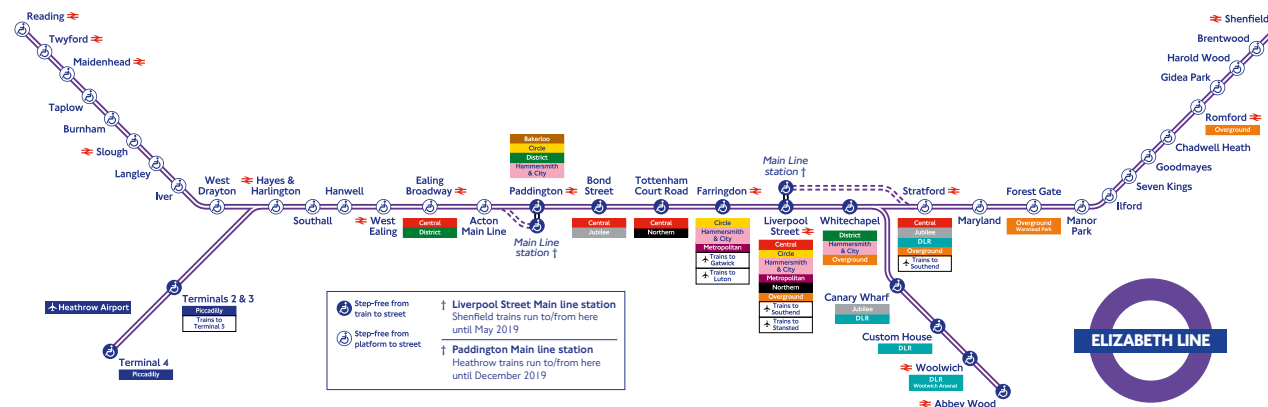 Reading
Twyford
Maidenhead
Taplow
Burnham
Slough
Langley
Iver
West
Drayton
Hayes &
Harlington
Southall
Hanwell
West
Ealing
Ealing
Broadway
Central
District
Acton
Main Line
Bakerloo
Circle
District
Hammersmith
& City
Paddington
Main Line
station †
Bond
Street
Central
Jubilee
Tottenham
Court Road
Central
Northern
Farringdon
Circle
Hammersmith
& City
Metropolitan
Trains to
Gatwick
Trains to
Luton
Main Line
station †
Liverpool
Street
Central
Circle
Hammersmith
& City
Metropolitan
Northern
Overground
Trains to
Southend
Trains to
Stansted
Whitechapel
District
Hammersmith
& City
Overground
Stratford
Central
Jubilee
DLR
Overground
Trains to
Southend
Maryland
Forest Gate
Overground
Wanstead Park
Manor
Park
Ilford
Seven Kings
Goodmayes
Chadwell Heath
Romford
Overground
Gidea Park
Harold Wood
Brentwood
Shenfield
Canary Wharf
Jubilee
DLR
Custom House
DLR
Woolwich
DLR
Woolwich Arsenal
Abbey Wood
Heathrow Airport
Terminals 2 & 3
Piccadilly
Trains to
Terminal 5
Terminal 4
Piccadilly
Step-free from
train to street
Step-free from
platform to street
† Liverpool Street Main line station
Shenfield trains run to/from here
until May 2019
† Paddington Main line station
Heathrow trains run to/from here
until December 2019
ELIZABETH LINE